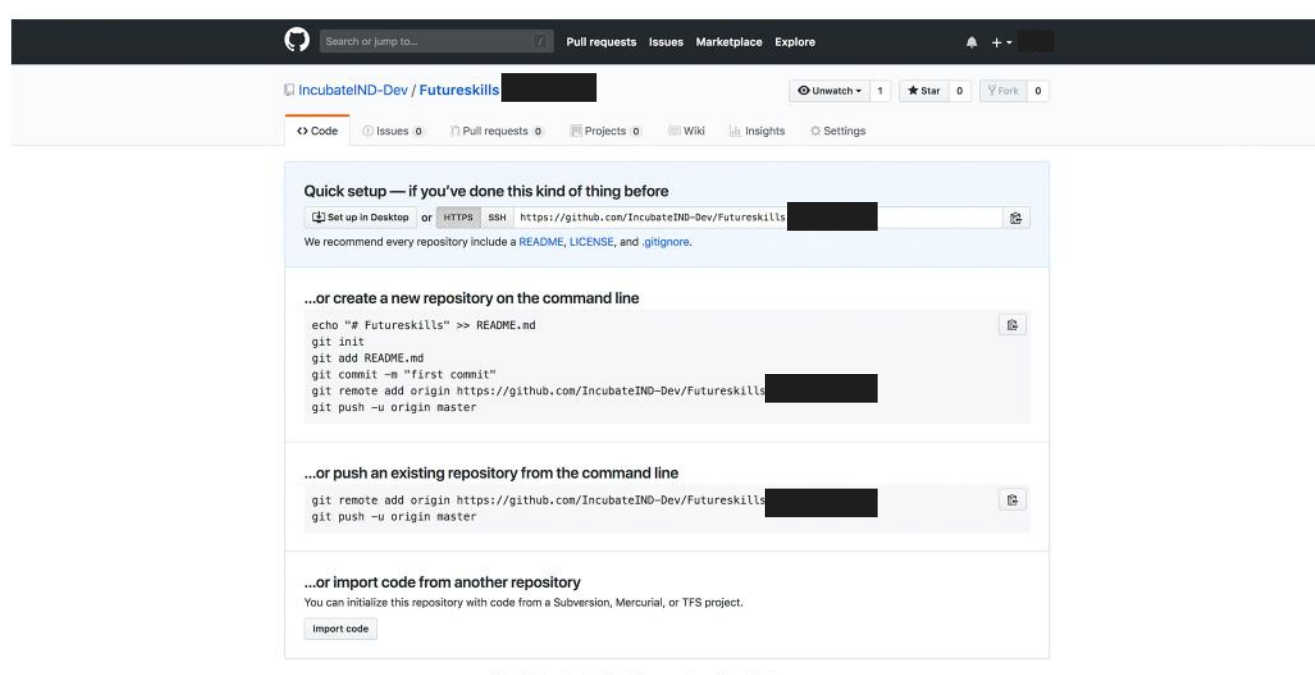 Search or jump to... /
Pull requests Issues Marketplace Explore
IncubateIND-Dev / Futureskills
Unwatch 1 Star 0 Fork 0
Code Issues 0 Pull requests 0 Projects 0 Wiki Insights Settings
Quick setup — if you've done this kind of thing before
Set up in Desktop or HTTPS SSH https://github.com/IncubateIND-Dev/Futureskills
We recommend every repository include a README, LICENSE, and .gitignore.
...or create a new repository on the command line
echo "# Futureskills" >> README.md
git init
git add README.md
git commit -m "first commit"
git remote add origin https://github.com/IncubateIND-Dev/Futureskills
git push -u origin master
...or push an existing repository from the command line
git remote add origin https://github.com/IncubateIND-Dev/Futureskills
git push -u origin master
...or import code from another repository
You can initialize this repository with code from a Subversion, Mercurial, or TFS project.
Import code